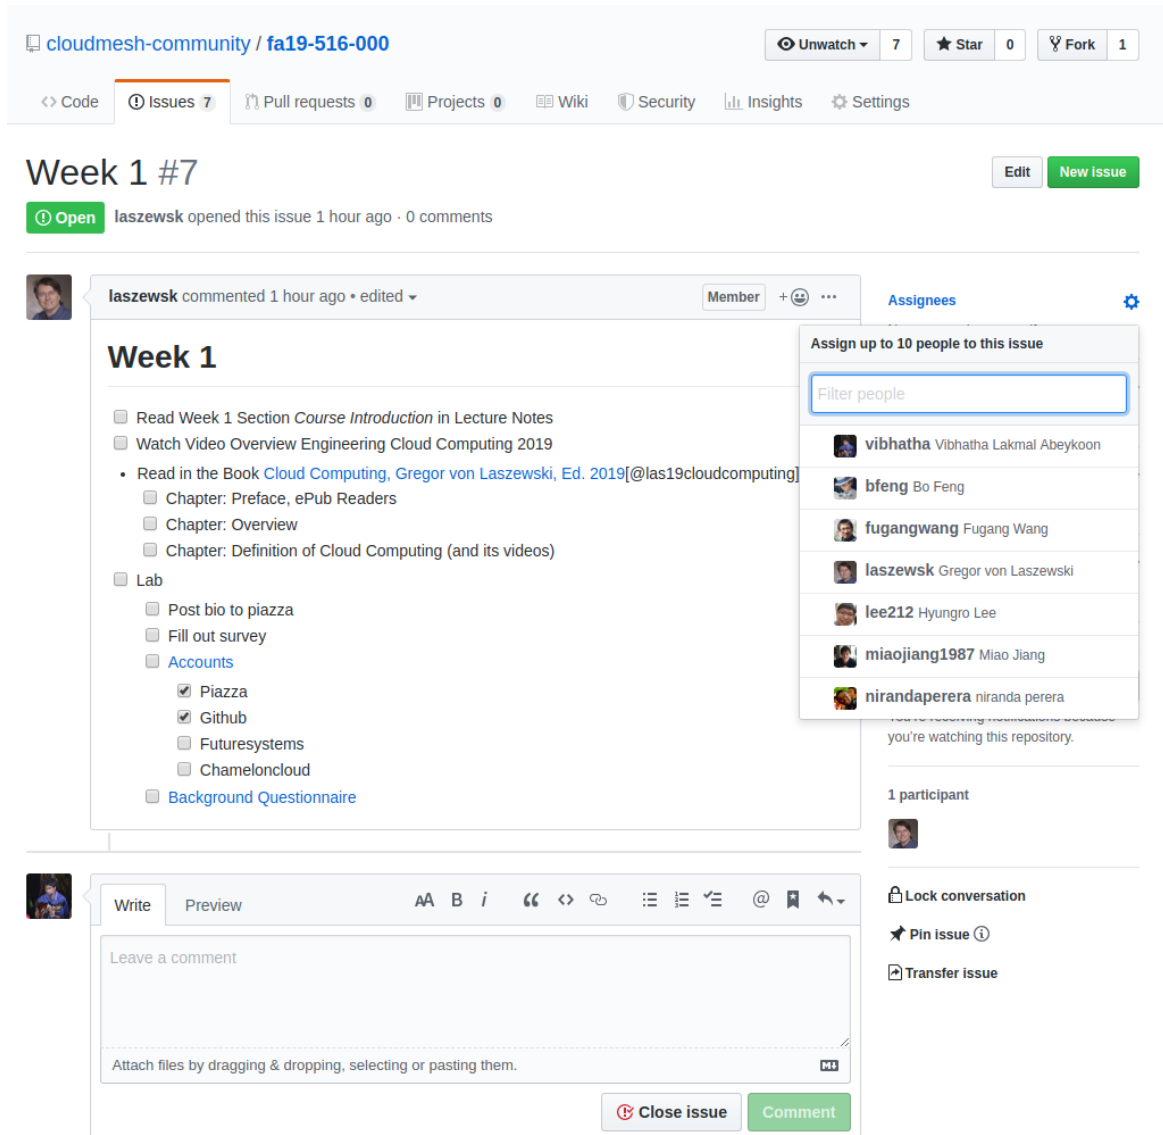 cloudmesh-community / fa19-516-000
Unwatch 7 Star 0 Fork 1
Code Issues 7 Pull requests 0 Projects 0 Wiki Security Insights Settings
Week 1 #7
Edit New issue
Open laszewsk opened this issue 1 hour ago · 0 comments
laszewsk commented 1 hour ago • edited Member
Week 1
Read Week 1 Section Course Introduction in Lecture Notes
Watch Video Overview Engineering Cloud Computing 2019
• Read in the Book Cloud Computing, Gregor von Laszewski, Ed. 2019[@las19cloudcomputing]
Chapter: Preface, ePub Readers
Chapter: Overview
Chapter: Definition of Cloud Computing (and its videos)
Lab
Post bio to piazza
Fill out survey
Accounts
Piazza
Github
Futuresystems
Chameloncloud
Background Questionnaire
Assignees
Assign up to 10 people to this issue
Filter people
vibhatha Vibhatha Lakmal Abeykoon
bfeng Bo Feng
fugangwang Fugang Wang
laszewsk Gregor von Laszewski
lee212 Hyungro Lee
miaojiang1987 Miao Jiang
nirandaperera niranda perera
You're receiving notifications because
you're watching this repository.
1 participant
Lock conversation
Pin issue
Transfer issue
Write Preview
AA B i @
Leave a comment
Attach files by dragging & dropping, selecting or pasting them.
Close issue Comment